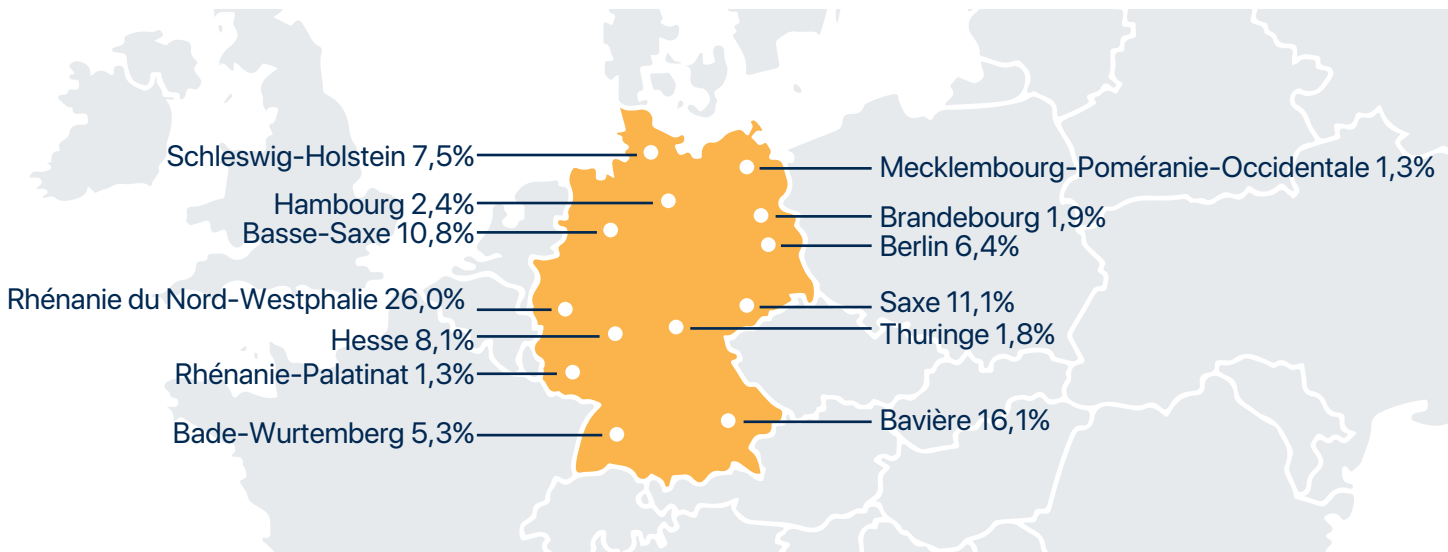 Schleswig-Holstein 7,5%
Hambourg 2,4%
Basse-Saxe 10,8%
Rhénanie du Nord-Westphalie 26,0%
Hesse 8,1%
Rhénanie-Palatinat 1,3%
Bade-Wurtemberg 5,3%
Mecklembourg-Poméranie-Occidentale 1,3%
Brandebourg 1,9%
Berlin 6,4%
Saxe 11,1%
Thuringe 1,8%
Bavière 16,1%